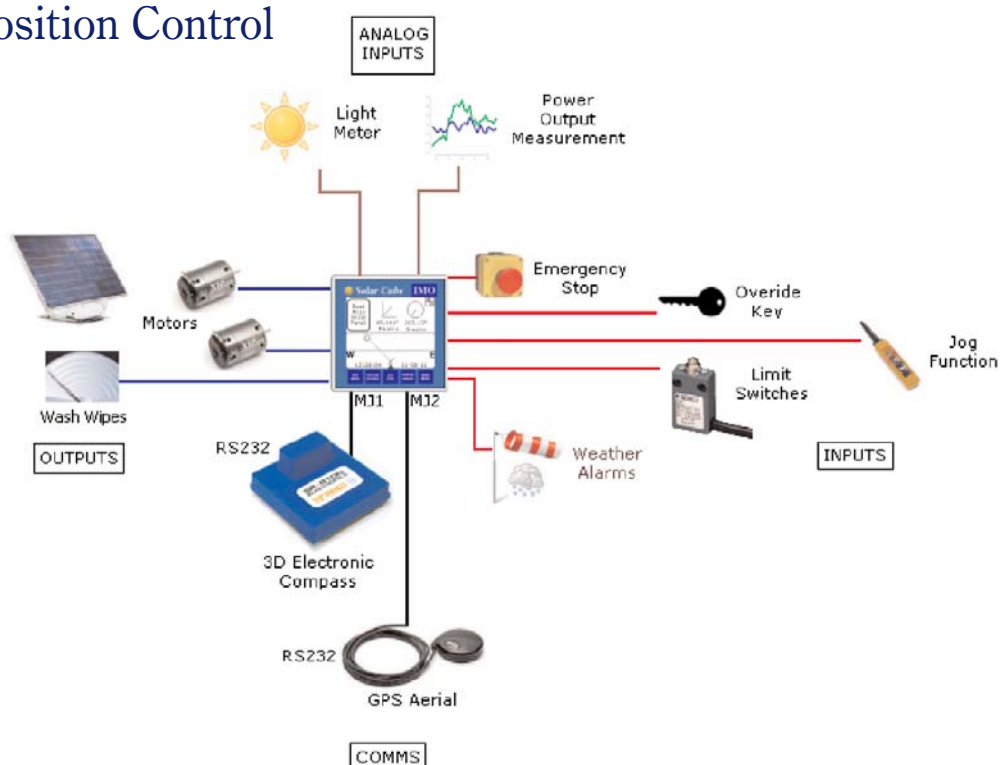 osition Control
ANALOG
INPUTS
Light
Meter
Power
Output
Measurement
Emergency
Stop
Overide
Key
Jog
Function
Limit
Switches
Weather
Alarms
INPUTS
Motors
Wash Wipes
OUTPUTS
Solar Cube IMO
W E
MJ1 MJ2
RS232
3D Electronic
Compass
RS232
GPS Aerial
COMMS